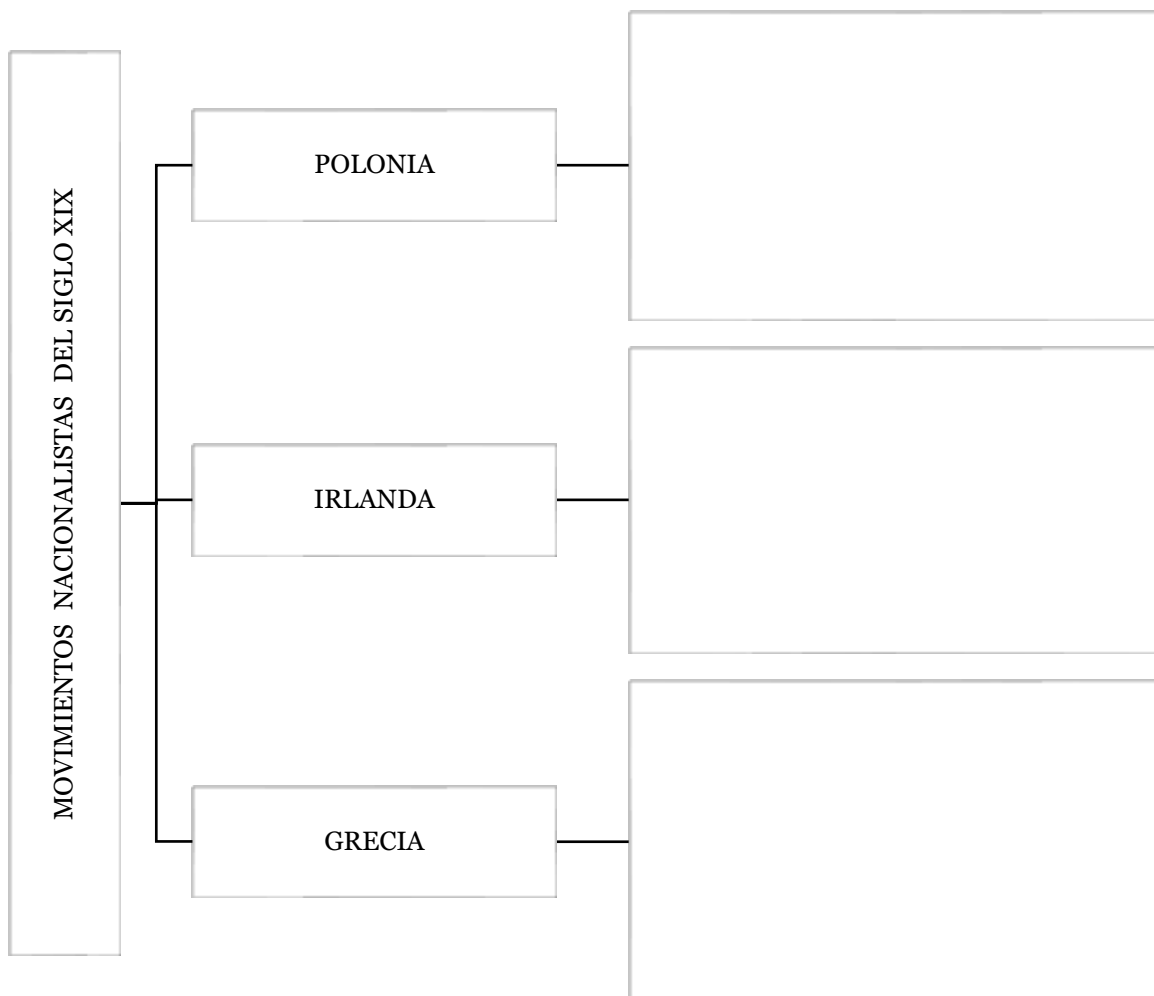 MOVIMIENTOS NACIONALISTAS DEL SIGLO XIX
POLONIA
IRLANDA
GRECIA